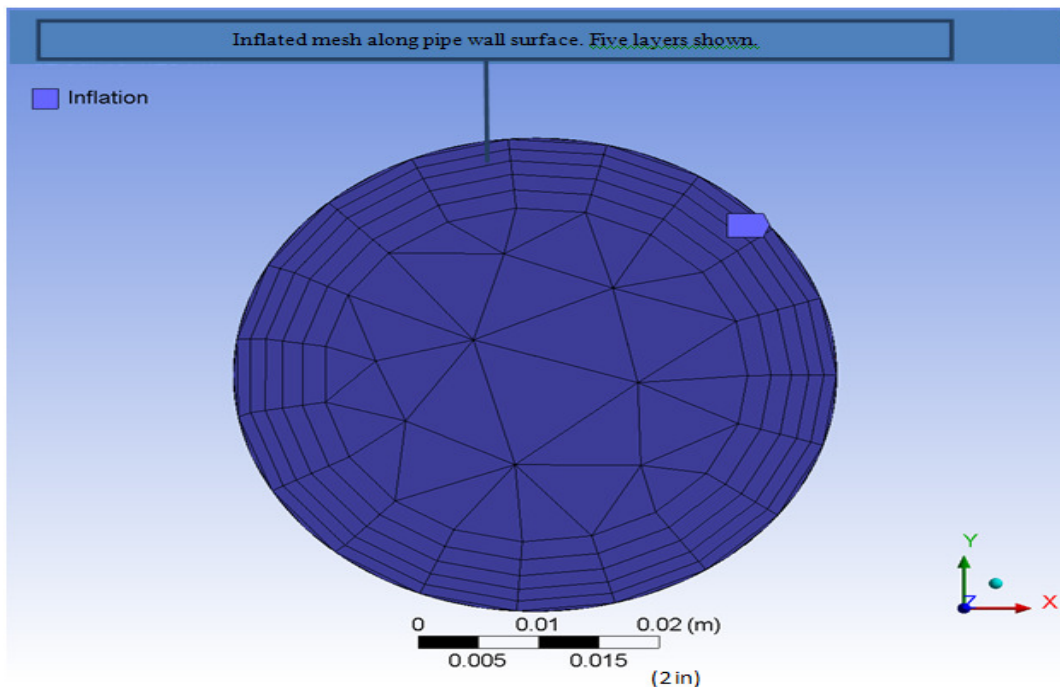 Inflated mesh along pipe wall surface. Five layers shown.
Inflation
Y
Z X
0 0.01 0.02 (m)
0.005 0.015
(2 in)